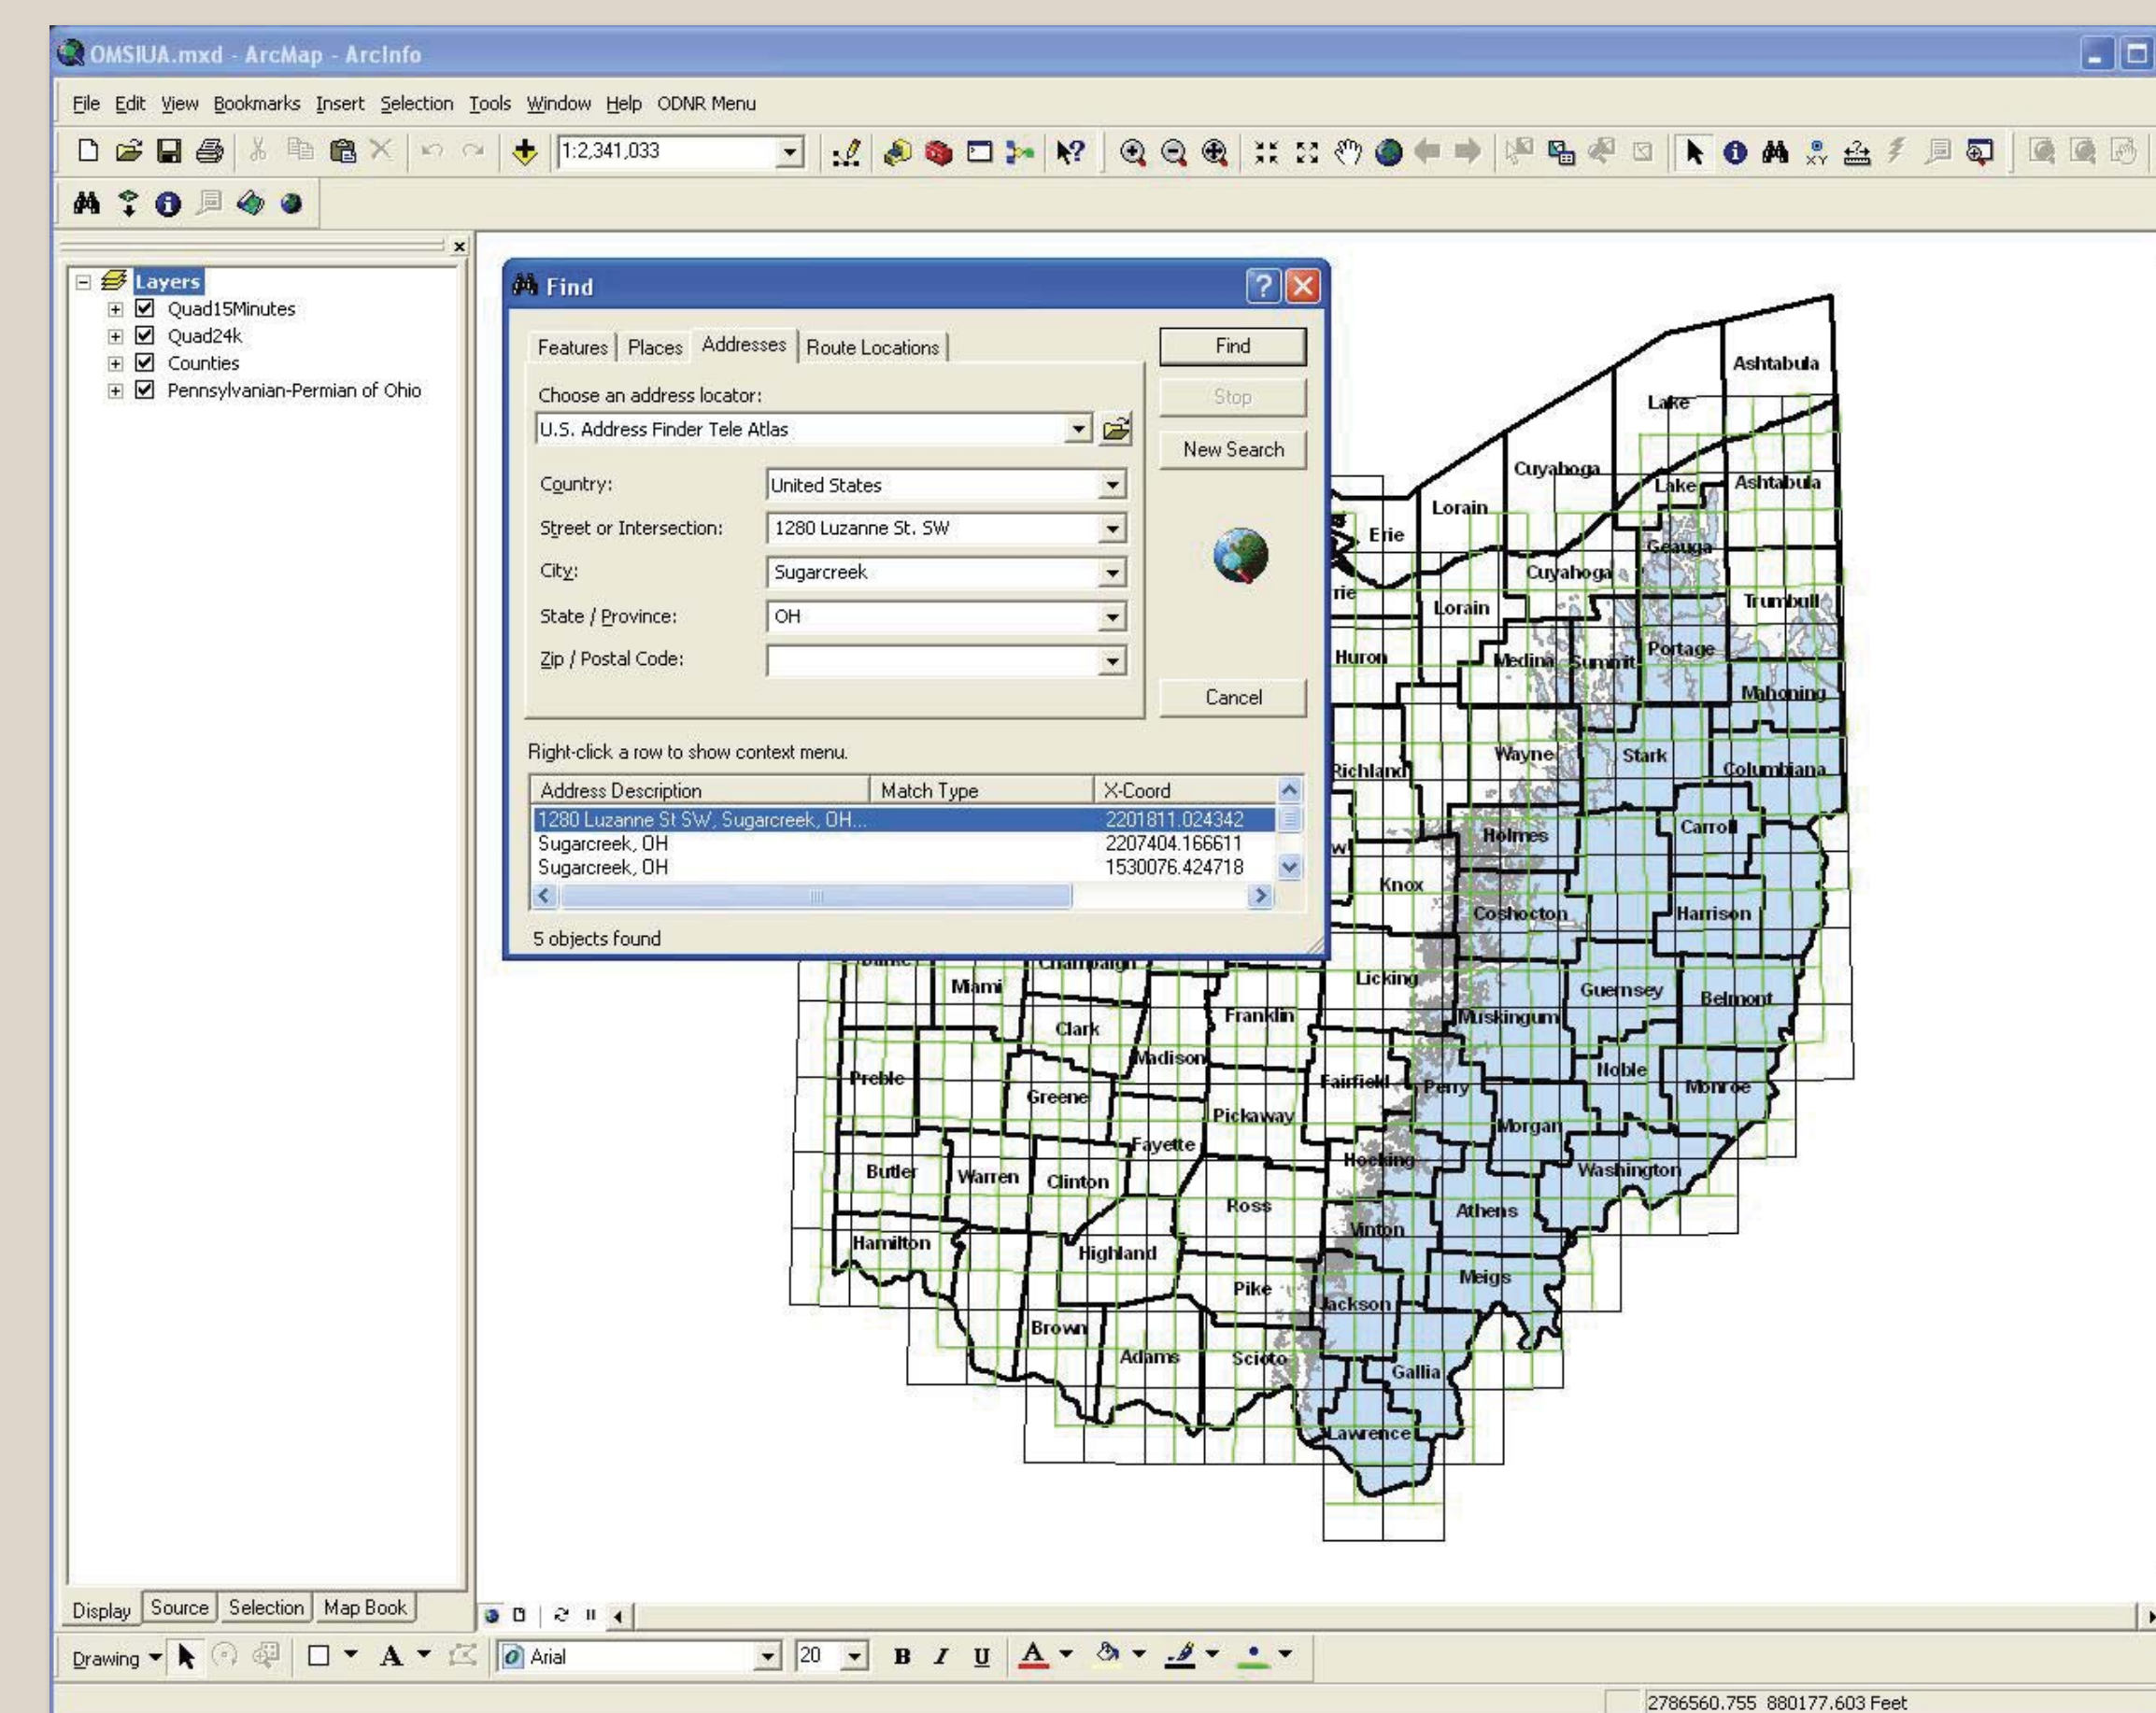 OMSIUA.mxd - ArcMap - ArcInfo
File Edit View Bookmarks Insert Selection Tools Window Help ODNR Menu
1:2,341,033
XY
Layers
Quad15Minutes
Quad24k
Counties
Pennsylvanian-Permian of Ohio
Find
Features Places Addresses Route Locations
Find
Choose an address locator:
Stop
U.S. Address Finder Tele Atlas
New Search
Country: United States
Street or Intersection: 1280 Luzanne St. SW
City: Sugarcreek
State / Province: OH
Zip / Postal Code:
Cancel
Right-click a row to show context menu.
Address Description Match Type X-Coord
1280 Luzanne St SW, Sugarcreek, OH... 2201811.024342
Sugarcreek, OH 2207404.166611
Sugarcreek, OH 1530076.424718
5 objects found
Ashtabula
Lake
Cuyahoga
Lake Ashtabula
Lorain
Erie
Geauga
Cuyahoga
rie
Lorain Trumbull
Huron Medina Summit Portage
Mahoning
Wayne Stark
Richland Columbiana
Holmes Carroll
w
Knox
Coshocton Harrison
Miami Champaign
Licking
Guernsey Belmont
Clark Franklin Muskingum
Madison
Preble Noble
Greene Fairfield Perry Monroe
Pickaway
Morgan
Fayette
Hocking
Butler Warren Clinton Washington
Ross Athens
Vinton
Hamilton Highland
Meigs
Pike Jackson
Brown
Adams Scioto
Gallia
Lawrence
Display Source Selection Map Book
Drawing A Arial 20 B I U A
2786560.755 880177.603 Feet